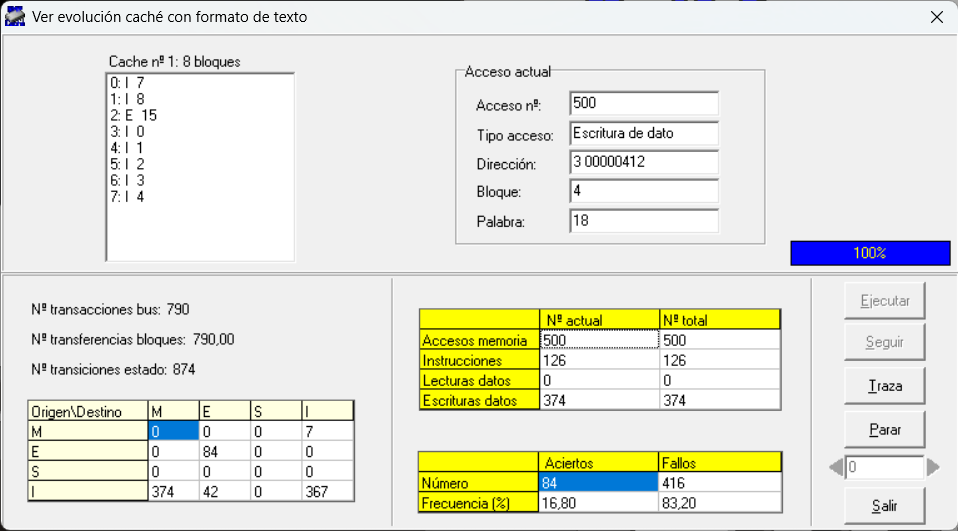 Ver evolución caché con formato de texto
Cache nº 1: 8 bloques
0: I 7
1: I 8
2: E 15
3: I 0
4: I 1
5: I 2
6: I 3
7: I 4
Acceso actual
Acceso nº: 500
Tipo acceso: Escritura de dato
Dirección: 3 00000412
Bloque: 4
Palabra: 18
100%
Nº transacciones bus: 790
Nº transferencias bloques: 790,00
Nº transiciones estado: 874
Origen\Destino M E S I
M 0 0 0 7
E 0 84 0 0
S 0 0 0 0
I 374 42 0 367
Nº actual Nº total
Accesos memoria 500 500
Instrucciones 126 126
Lecturas datos 0 0
Escrituras datos 374 374
Aciertos Fallos
Número 84 416
Frecuencia (%) 16,80 83,20
Ejecutar
Seguir
Traza
Parar
0
Salir